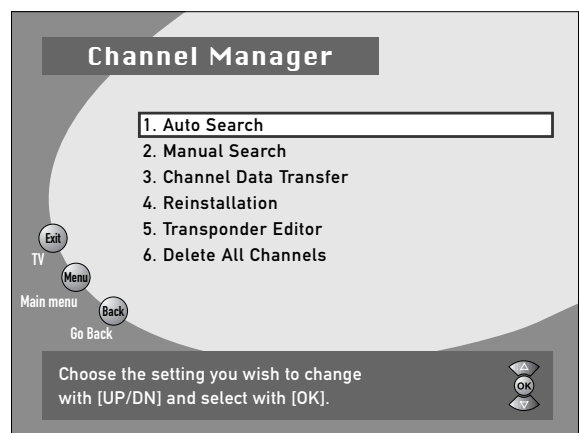 Channel Manager
1. Auto Search
2. Manual Search
3. Channel Data Transfer
4. Reinstallation
5. Transponder Editor
6. Delete All Channels
Exit
TV
Menu
Main menu
Back
Go Back
Choose the setting you wish to change
with [UP/DN] and select with [OK].
OK